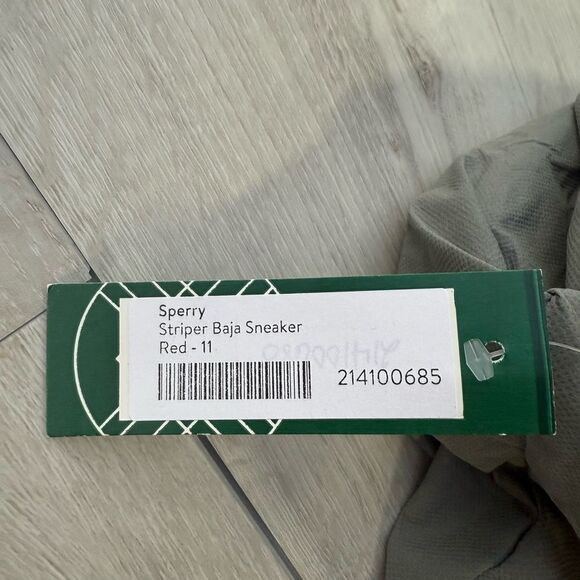 Sperry
Striper Baja Sneaker
Red - 11
214100685